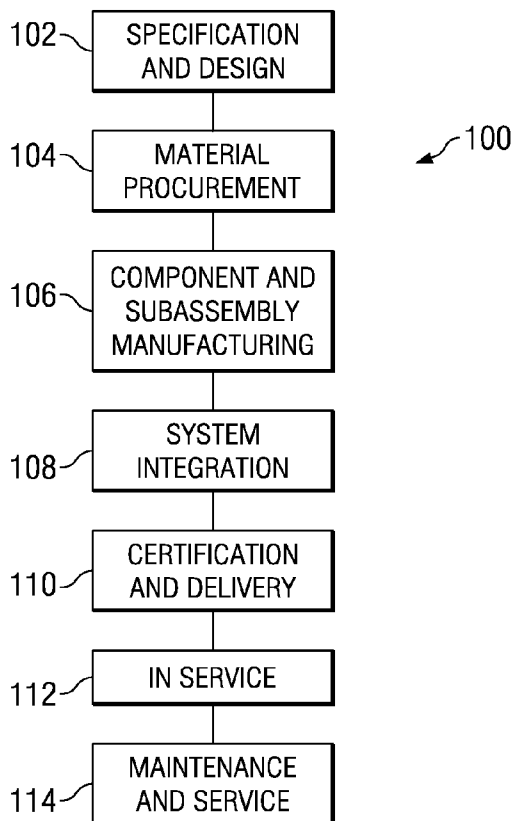 102
SPECIFICATION
AND DESIGN
100
104
MATERIAL
PROCUREMENT
106
COMPONENT AND
SUBASSEMBLY
MANUFACTURING
108
SYSTEM
INTEGRATION
110
CERTIFICATION
AND DELIVERY
112
IN SERVICE
114
MAINTENANCE
AND SERVICE